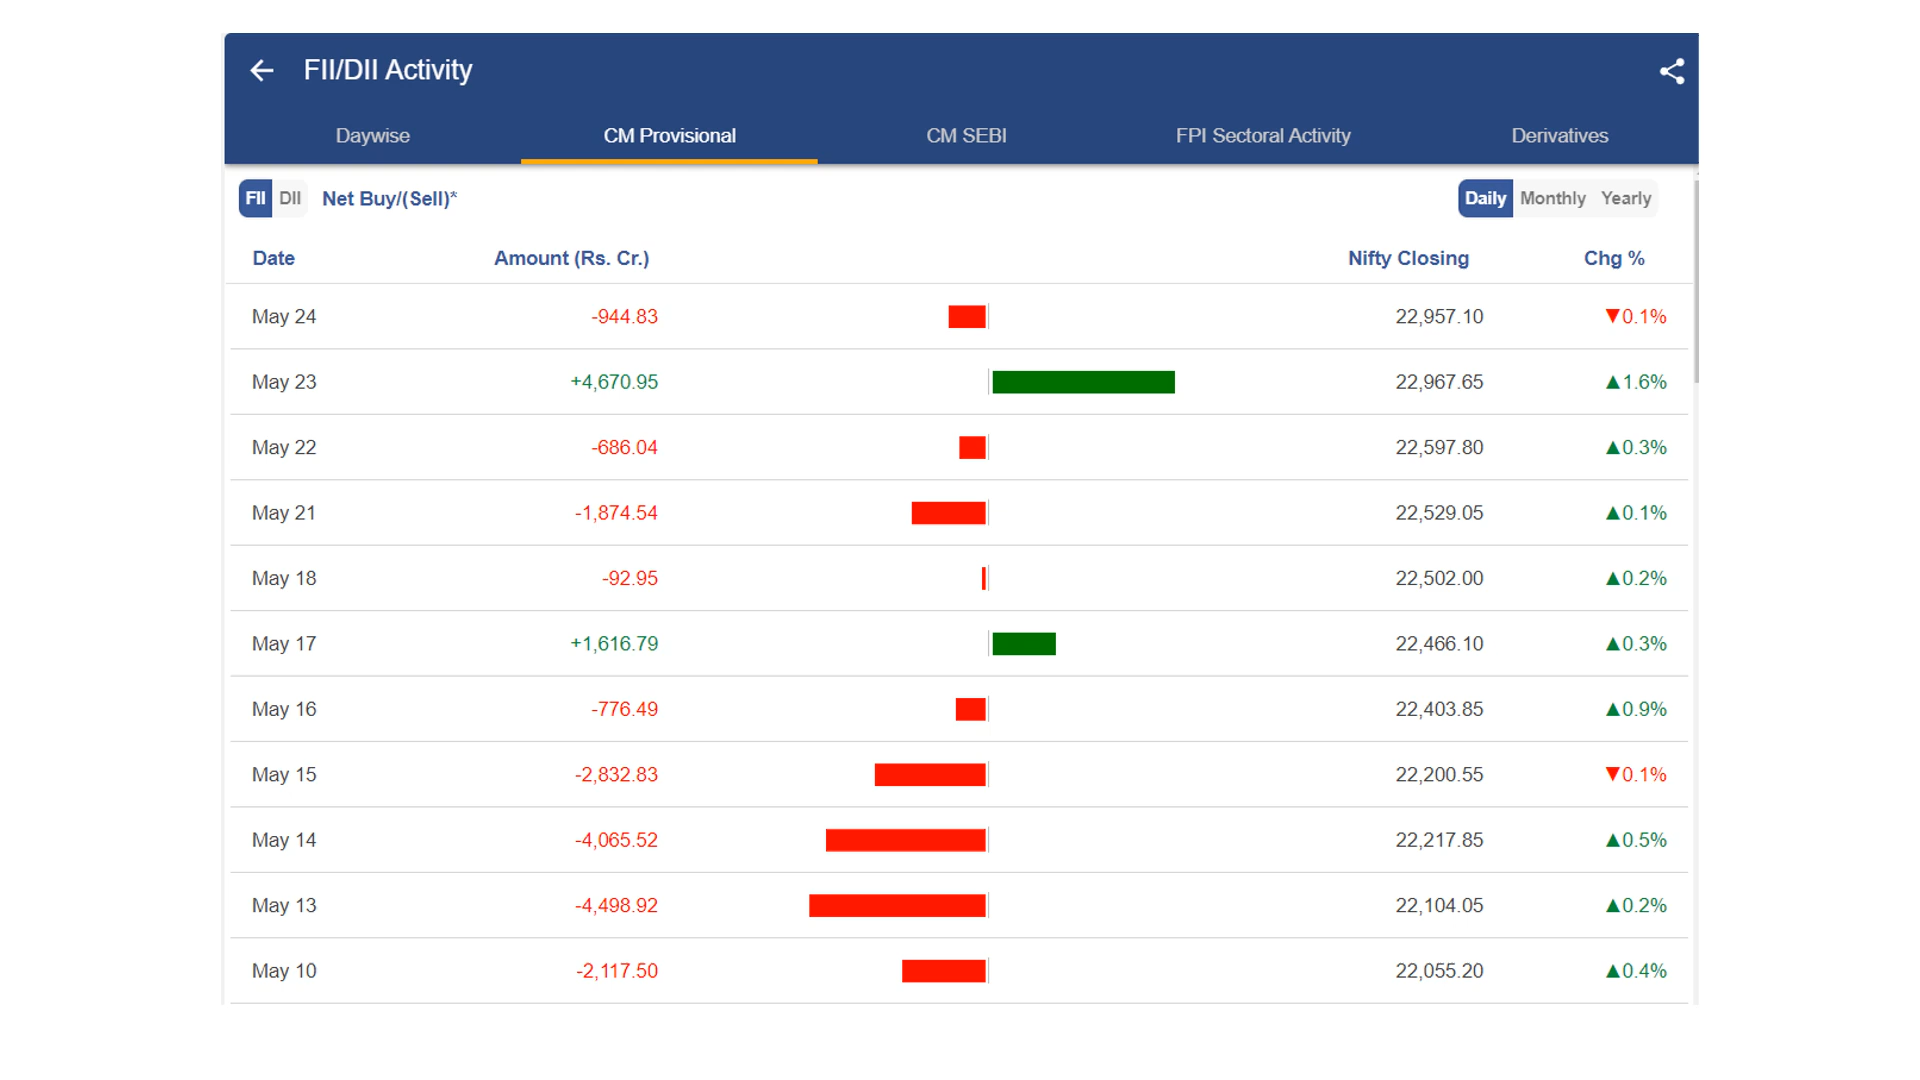 FII/DII Activity
Daywise CM Provisional CM SEBI FPI Sectoral Activity Derivatives
FII DII Net Buy/(Sell)* Daily Monthly Yearly
Date Amount (Rs. Cr.) Nifty Closing Chg %
May 24 -944.83 22,957.10 ▼0.1%
May 23 +4,670.95 22,967.65 ▲1.6%
May 22 -686.04 22,597.80 ▲0.3%
May 21 -1,874.54 22,529.05 ▲0.1%
May 18 -92.95 22,502.00 ▲0.2%
May 17 +1,616.79 22,466.10 ▲0.3%
May 16 -776.49 22,403.85 ▲0.9%
May 15 -2,832.83 22,200.55 ▼0.1%
May 14 -4,065.52 22,217.85 ▲0.5%
May 13 -4,498.92 22,104.05 ▲0.2%
May 10 -2,117.50 22,055.20 ▲0.4%